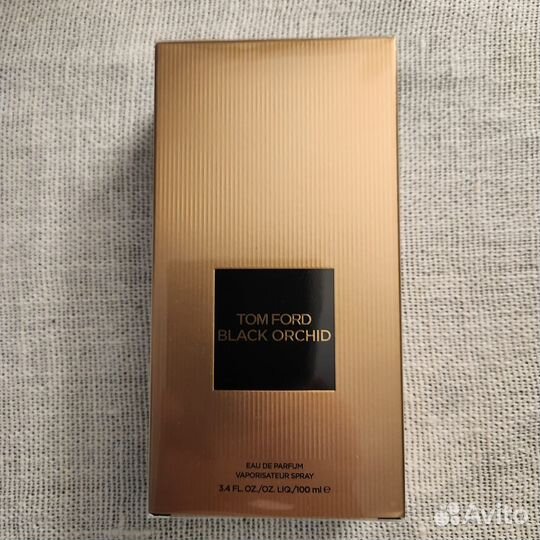 TOM FORD
BLACK ORCHID
EAU DE PARFUM
VAPORISATEUR SPRAY
3.4 FL.OZ./OZ. LIQ./100 ml ℮
Avito